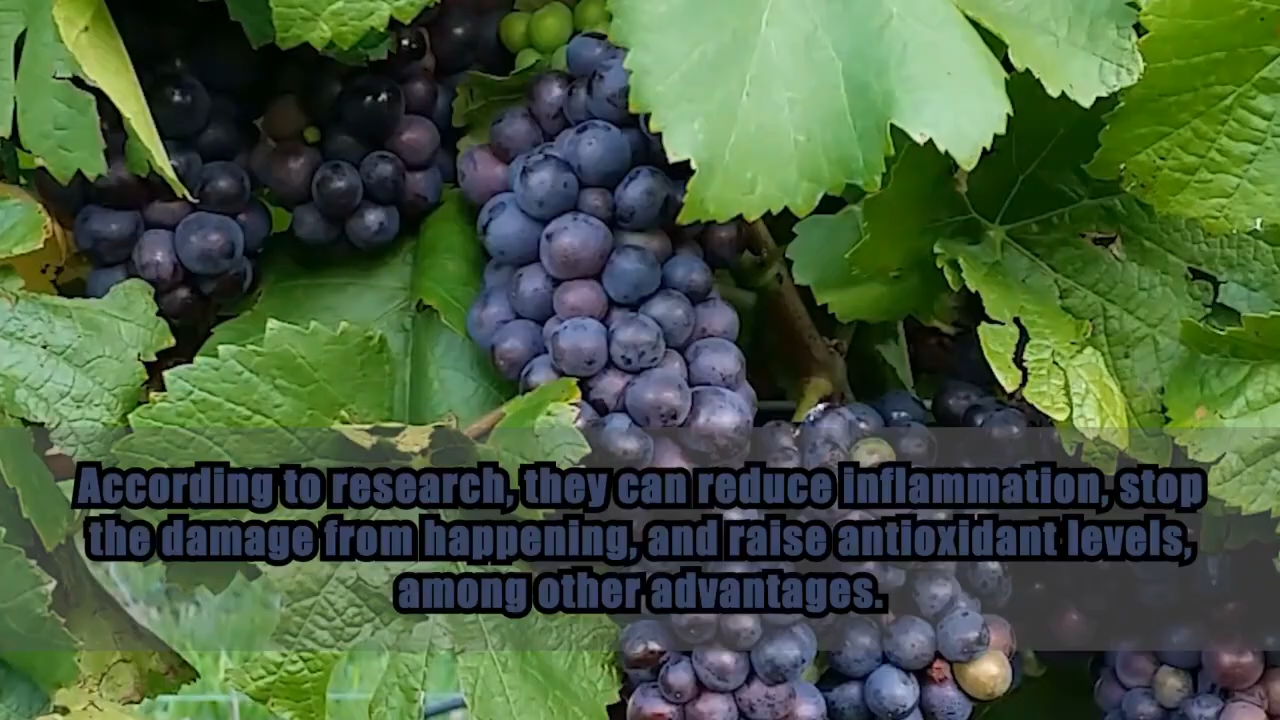 According to research, they can reduce inflammation, stop
the damage from happening, and raise antioxidant levels,
among other advantages.